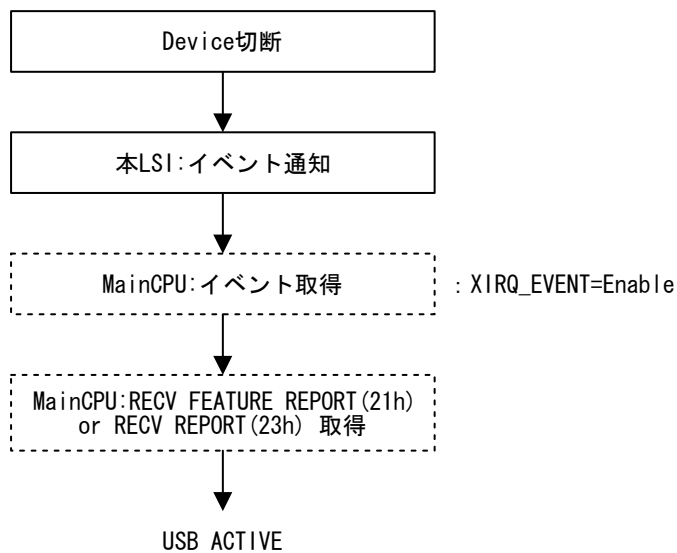 Device切断
本LSI:イベント通知
MainCPU:イベント取得
: XIRQ_EVENT=Enable
MainCPU:RECV FEATURE REPORT(21h)
or RECV REPORT(23h) 取得
USB ACTIVE